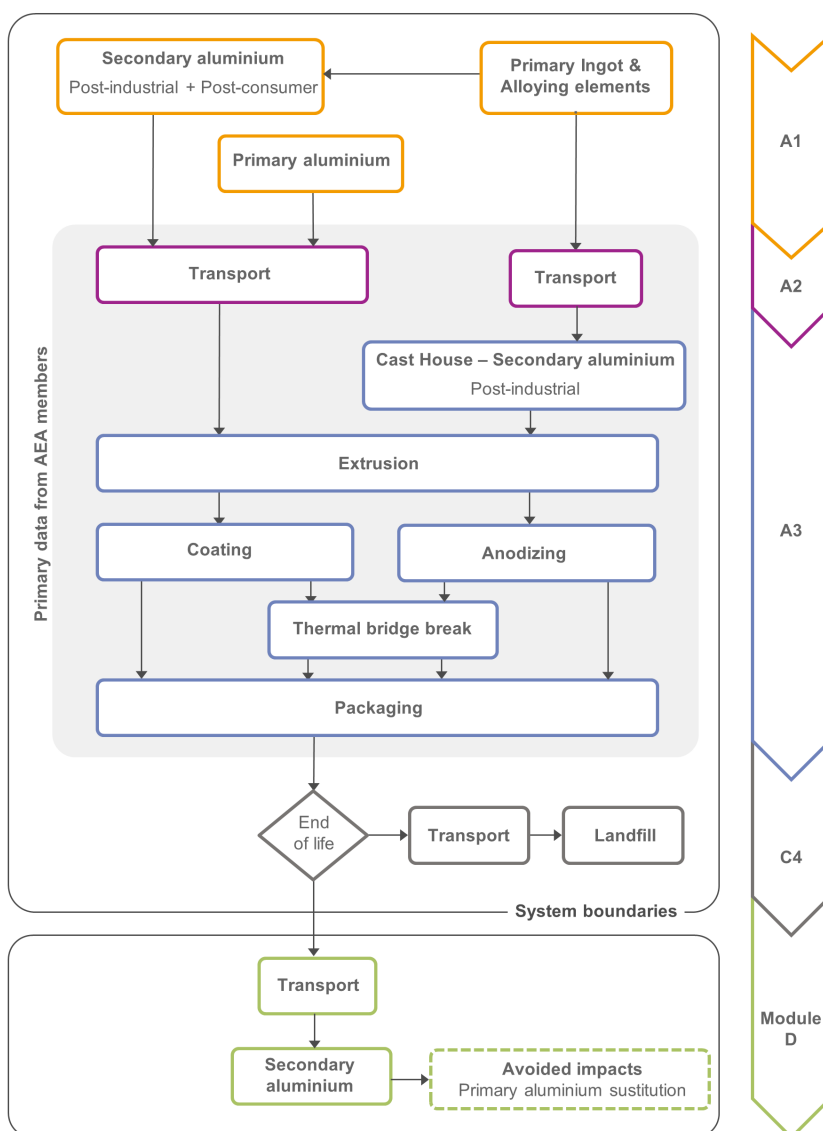 Secondary aluminium
Post-industrial + Post-consumer
Primary Ingot &
Alloying elements
A1
Primary aluminium
Transport
Transport
A2
Primary data from AEA members
Cast House – Secondary aluminium
Post-industrial
Extrusion
A3
Coating
Anodizing
Thermal bridge break
Packaging
End
of life
Transport
Landfill
C4
System boundaries
Transport
Module
D
Secondary
aluminium
Avoided impacts
Primary aluminium sustitution